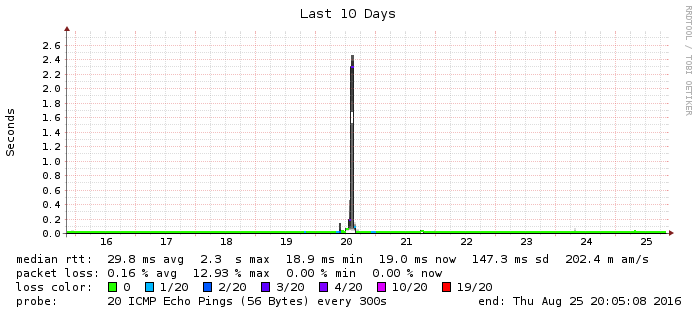 Last 10 Days
RRDTOOL / TOBI OETIKER
Seconds
2.6
2.4
2.2
2.0
1.8
1.6
1.4
1.2
1.0
0.8
0.6
0.4
0.2
0.0
16 17 18 19 20 21 22 23 24 25
median rtt: 29.8 ms avg 2.3 s max 18.9 ms min 19.0 ms now 147.3 ms sd 202.4 m am/s
packet loss: 0.16 % avg 12.93 % max 0.00 % min 0.00 % now
loss color: 0 1/20 2/20 3/20 4/20 10/20 19/20
probe: 20 ICMP Echo Pings (56 Bytes) every 300s end: Thu Aug 25 20:05:08 2016